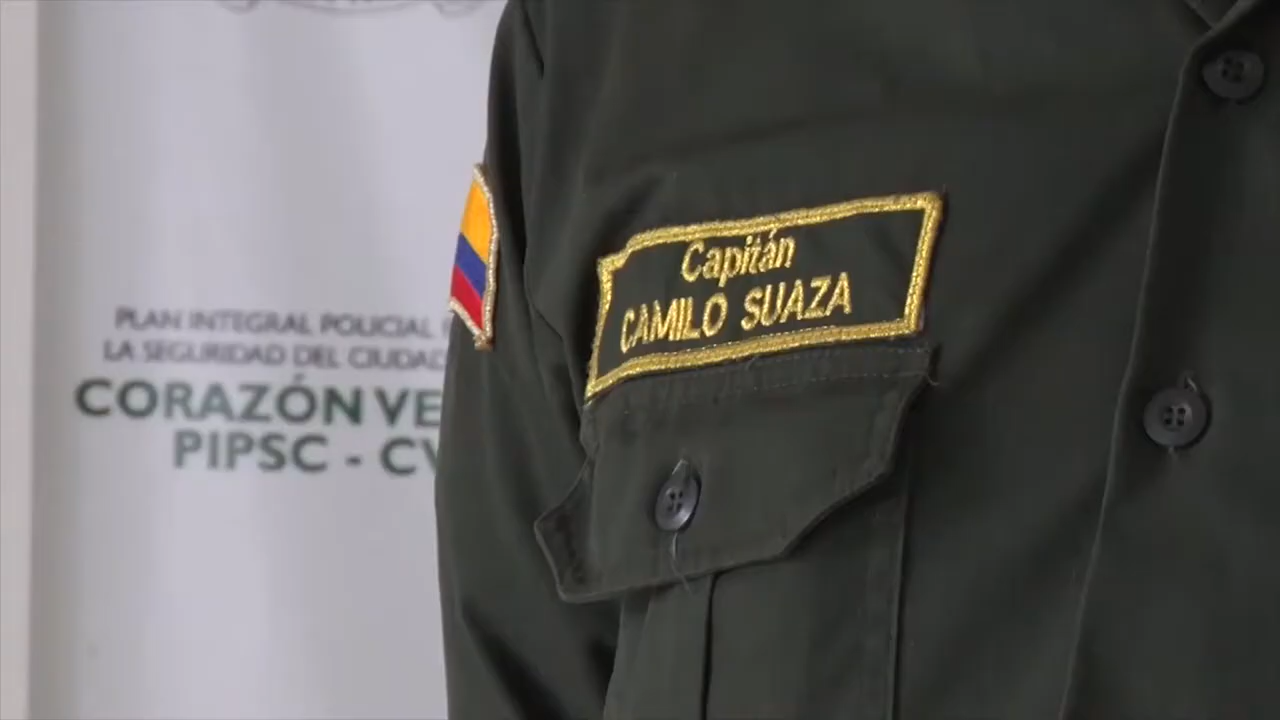 PLAN INTEGRAL POLICIAL
LA SEGURIDAD DEL CIUDAD
CORAZÓN VE
PIPSC - CV
Capitán
CAMILO SUAZA